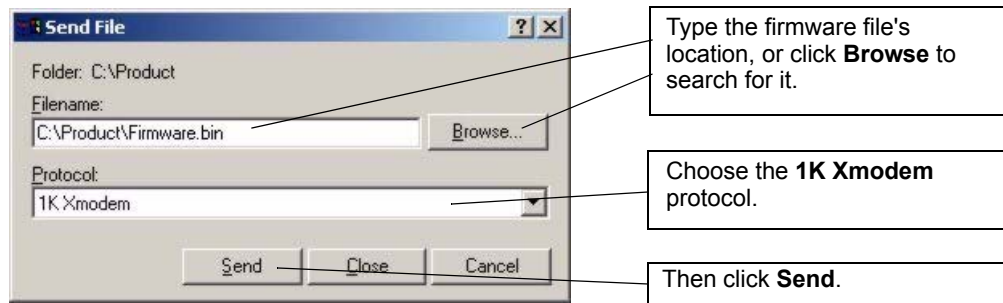 Send File
Folder: C:\Product
Filename:
C:\Product\Firmware.bin
Browse...
Protocol:
1K Xmodem
Send
Close
Cancel
Type the firmware file's
location, or click Browse to
search for it.
Choose the 1K Xmodem
protocol.
Then click Send.